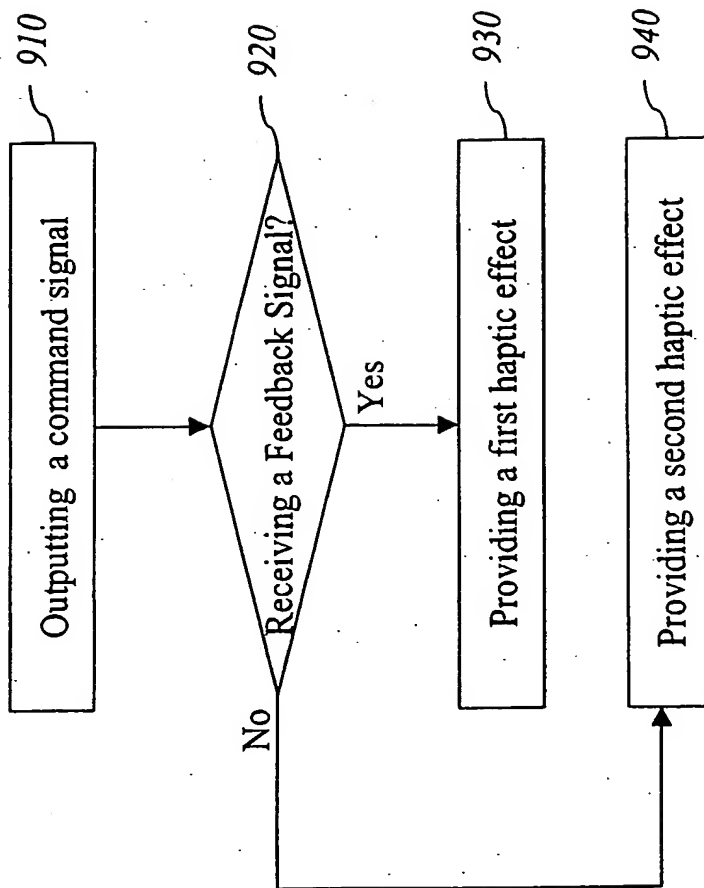 Outputting a command signal
910
Receiving a Feedback Signal?
920
No
Yes
Providing a first haptic effect
930
Providing a second haptic effect
940